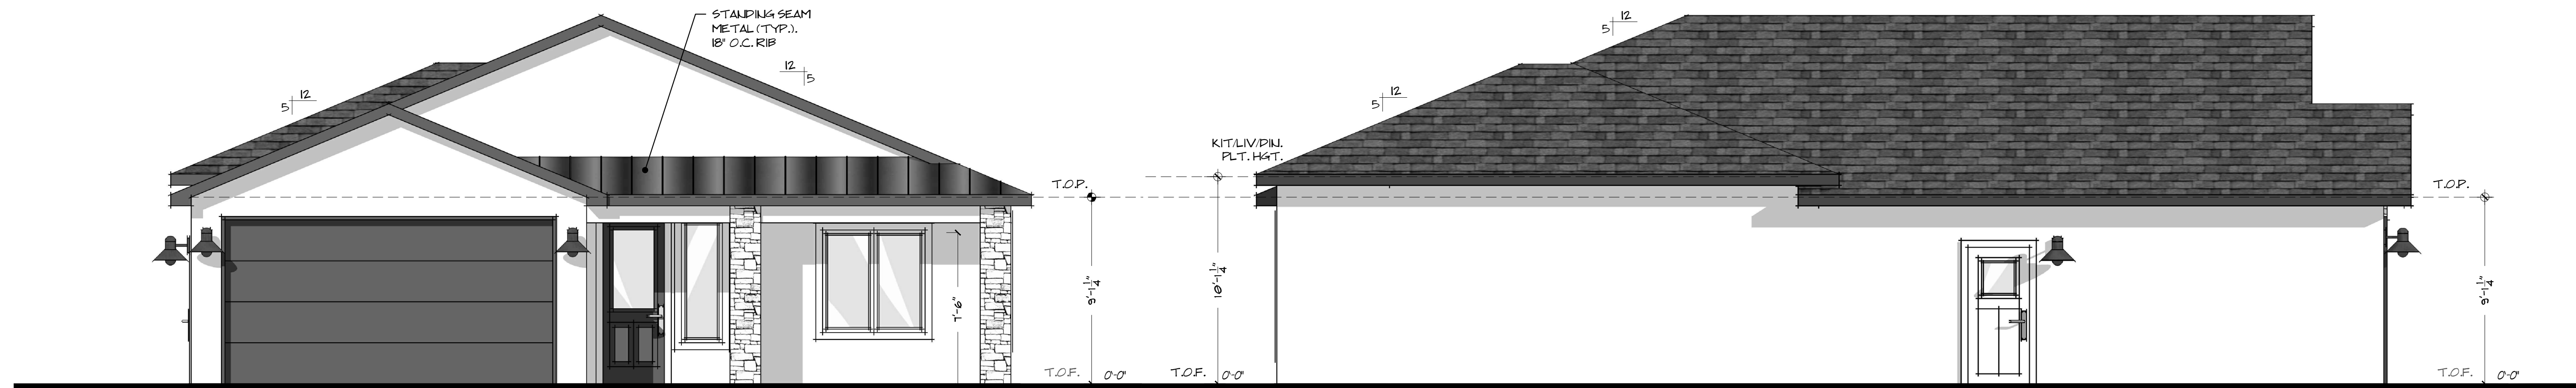 STANDING SEAM
METAL (TYP.).
18" O.C. RIB
12
5
12
5
7'-6"
T.O.P.
9'-1 1/4"
T.O.F. 0'-0"
KIT/LIV/DIN.
PLT. HGT.
10'-1 1/4"
T.O.F. 0'-0"
12
5
12
5
T.O.P.
9'-1 1/4"
T.O.F. 0'-0"